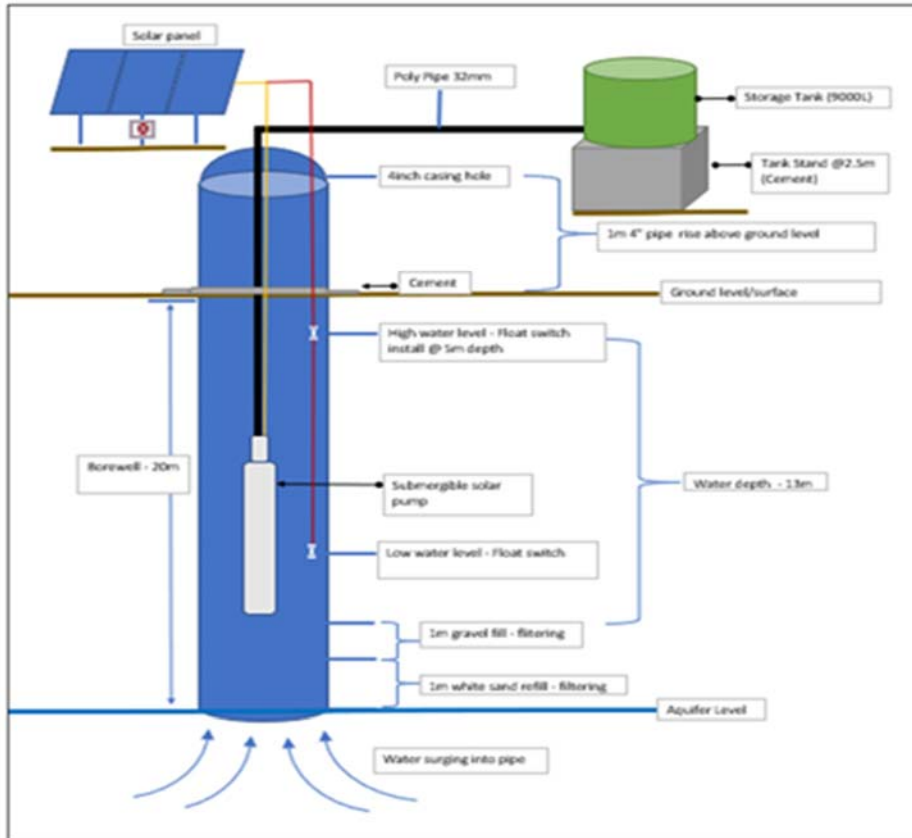 Solar panel
Poly Pipe 32mm
Storage Tank (9000L)
Tank Stand @2.5m
(Cement)
4inch casing hole
1m 4" pipe rise above ground level
Cement
Ground level/surface
High water level - Float switch
install @ 5m depth
Borewell - 20m
Submergible solar
pump
Water depth - 13m
Low water level - Float switch
1m gravel fill - filtering
1m white sand refill - filtering
Aquifer Level
Water surging into pipe